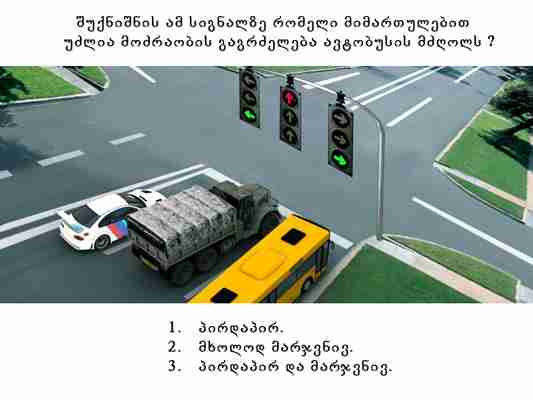 შუქნიშნის ამ სიგნალზე რომელი მიმართულებით
უძლია მოძრაობის გაგრძელება ავტობუსის მძღოლს ?
1. პირდაპირ.
2. მხოლოდ მარჯვნივ.
3. პირდაპირ და მარჯვნივ.